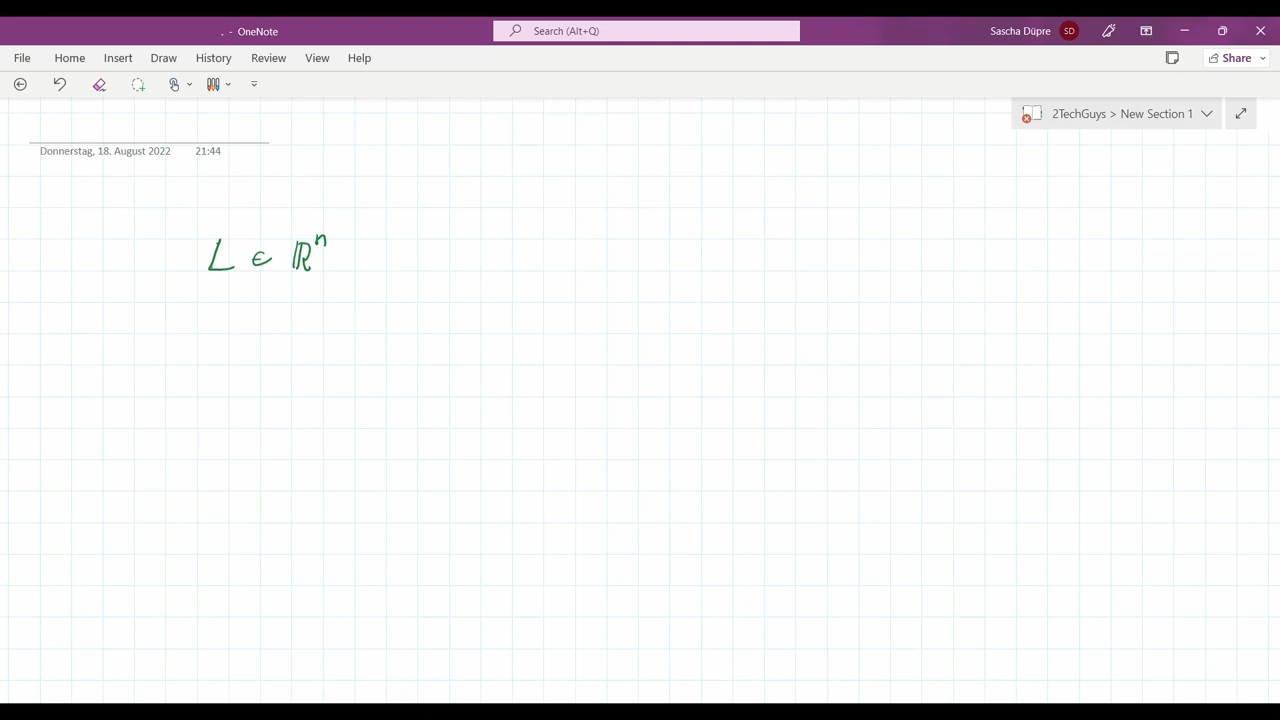 . - OneNote
Search (Alt+Q)
Sascha Düpre SD
File Home Insert Draw History Review View Help
Share
2TechGuys > New Section 1
Donnerstag, 18. August 2022 21:44
L ∈ ℝⁿ